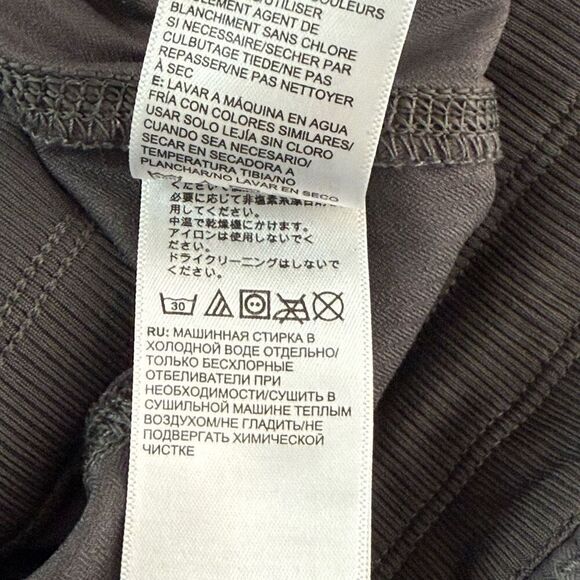 COULEURS
UTILISER
SEULEMENT AGENT DE
BLANCHIMENT SANS CHLORE
SI NECESSAIRE/SECHER PAR
CULBUTAGE TIEDE/NE PAS
REPASSER/NE PAS NETTOYER
À SEC
E: LAVAR A MÁQUINA EN AGUA
FRÍA CON COLORES SIMILARES/
USAR SOLO LEJÍA SIN CLORO
CUANDO SEA NECESARIO/
SECAR EN SECADORA A
TEMPERATURA TIBIA/NO
PLANCHAR/NO LAVAR EN SECO
てください。
必要に応じて非塩素系漂白剤を使
用してください。
中温で乾燥機にかけます。
アイロンは使用しないでく
ださい。
ドライクリーニングはしないで
ください。
30
RU: МАШИННАЯ СТИРКА В
ХОЛОДНОЙ ВОДЕ ОТДЕЛЬНО/
ТОЛЬКО БЕСХЛОРНЫЕ
ОТБЕЛИВАТЕЛИ ПРИ
НЕОБХОДИМОСТИ/СУШИТЬ В
СУШИЛЬНОЙ МАШИНЕ ТЕПЛЫМ
ВОЗДУХОМ/НЕ ГЛАДИТЬ/НЕ
ПОДВЕРГАТЬ ХИМИЧЕСКОЙ
ЧИСТКЕ